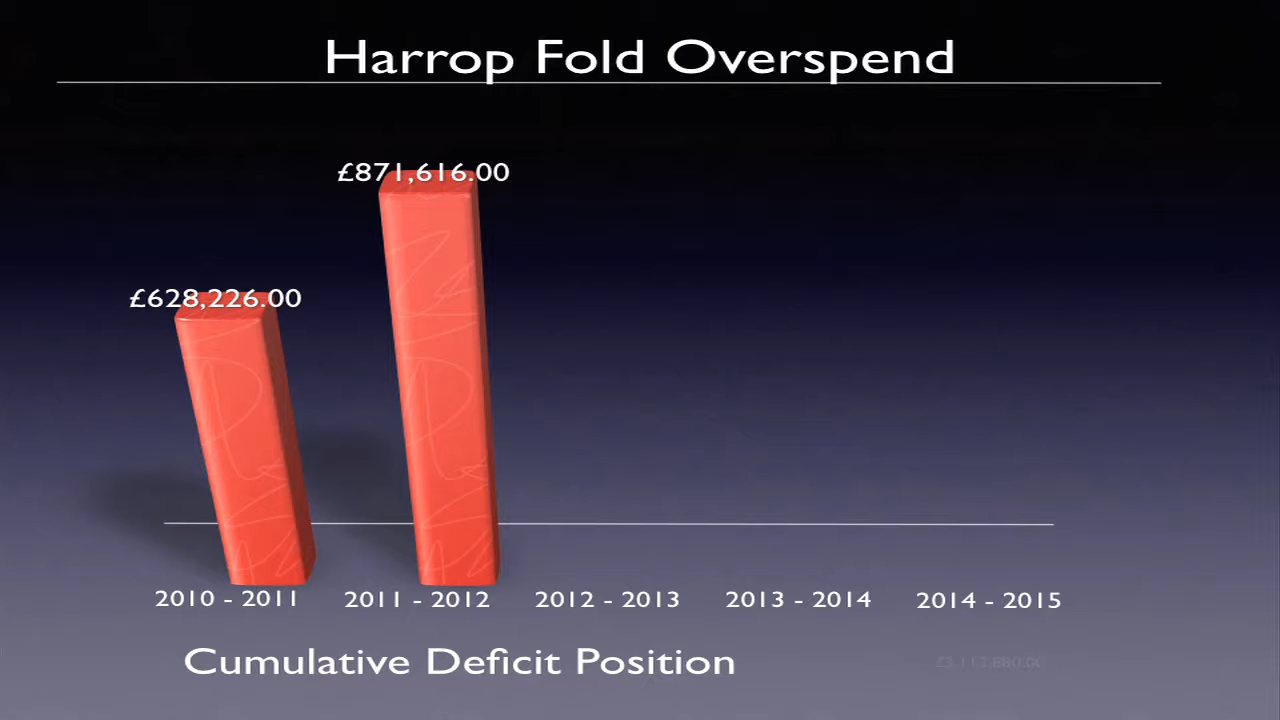 Harrop Fold Overspend
£871,616.00
£628,226.00
2010 - 2011 2011 - 2012 2012 - 2013 2013 - 2014 2014 - 2015
Cumulative Deficit Position